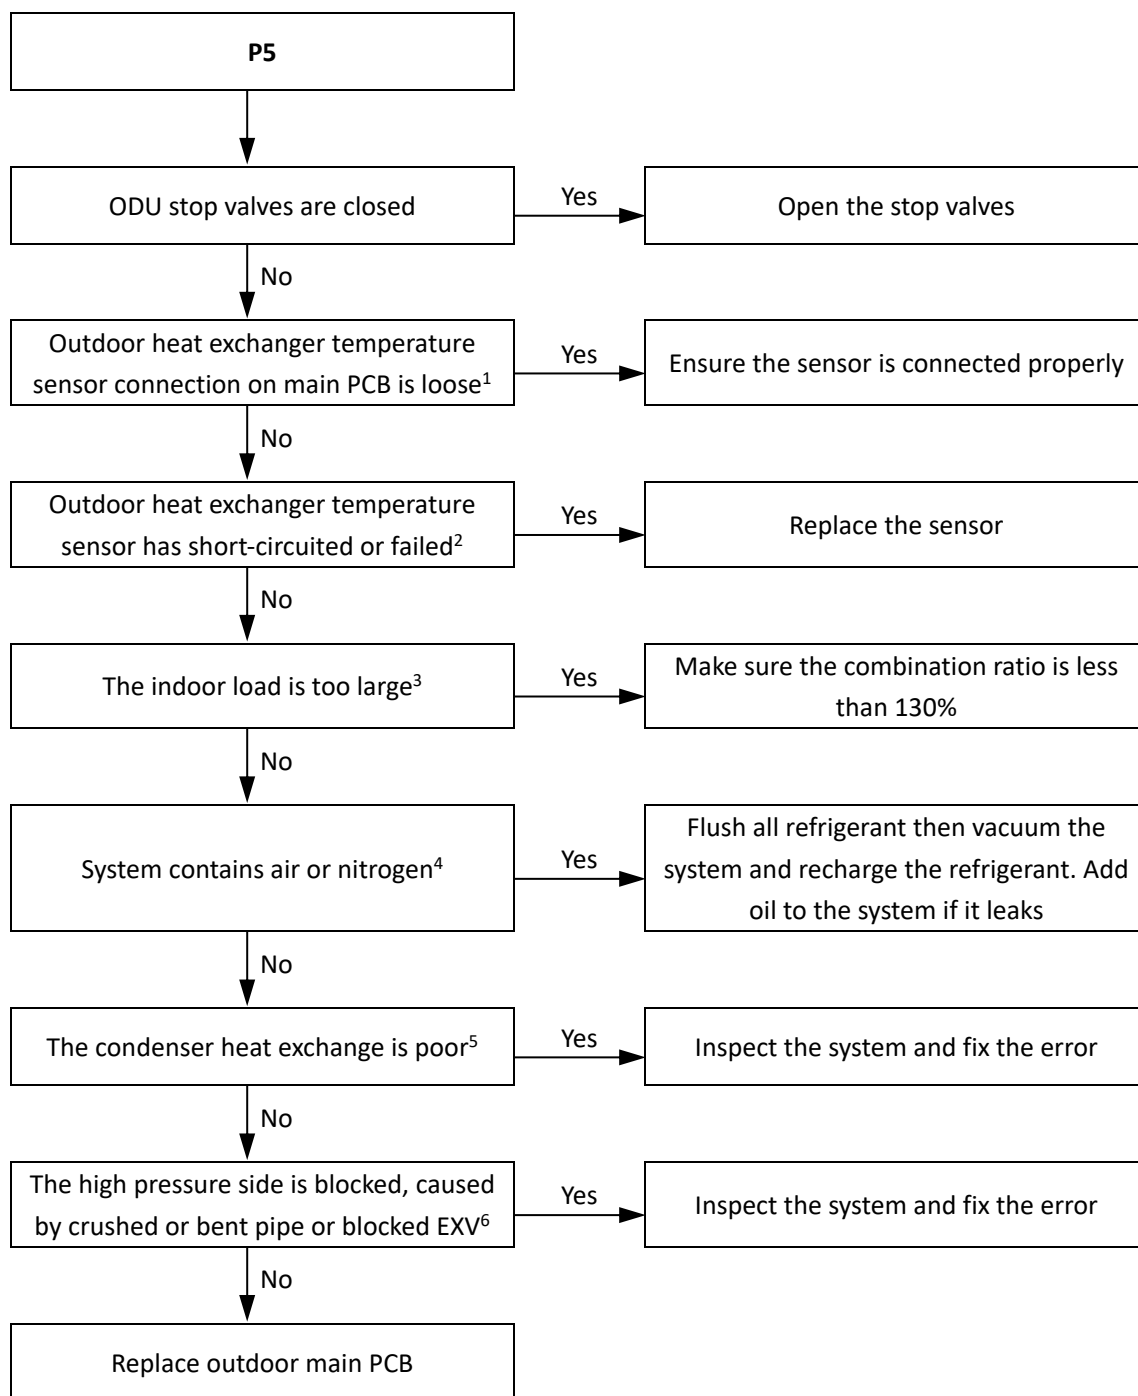 P5
ODU stop valves are closed
Yes
Open the stop valves
No
Outdoor heat exchanger temperature
sensor connection on main PCB is loose1
Yes
Ensure the sensor is connected properly
No
Outdoor heat exchanger temperature
sensor has short-circuited or failed2
Yes
Replace the sensor
No
The indoor load is too large3
Yes
Make sure the combination ratio is less
than 130%
No
System contains air or nitrogen4
Yes
Flush all refrigerant then vacuum the
system and recharge the refrigerant. Add
oil to the system if it leaks
No
The condenser heat exchange is poor5
Yes
Inspect the system and fix the error
No
The high pressure side is blocked, caused
by crushed or bent pipe or blocked EXV6
Yes
Inspect the system and fix the error
No
Replace outdoor main PCB